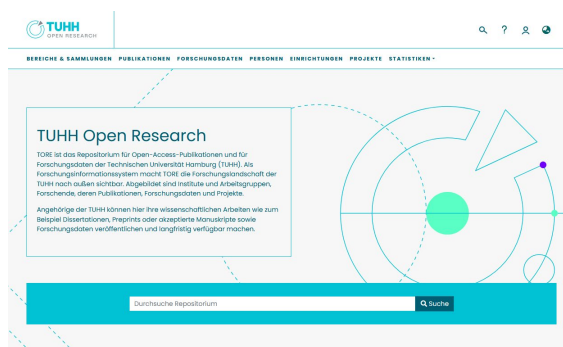 TUHH
OPEN RESEARCH
?
BEREICHE & SAMMLUNGEN PUBLIKATIONEN FORSCHUNGSDATEN PERSONEN EINRICHTUNGEN PROJEKTE STATISTIKEN
TUHH Open Research
TORE ist das Repositorium für Open-Access-Publikationen und für
Forschungsdaten der Technischen Universität Hamburg (TUHH). Als
Forschungsinformationssystem macht TORE die Forschungslandschaft der
TUHH nach außen sichtbar. Abgebildet sind Institute und Arbeitsgruppen,
Forschende, deren Publikationen, Forschungsdaten und Projekte.
Angehörige der TUHH können hier ihre wissenschaftlichen Arbeiten wie zum
Beispiel Dissertationen, Preprints oder akzeptierte Manuskripte sowie
Forschungsdaten veröffentlichen und langfristig verfügbar machen.
Durchsuche Repositorium Suche